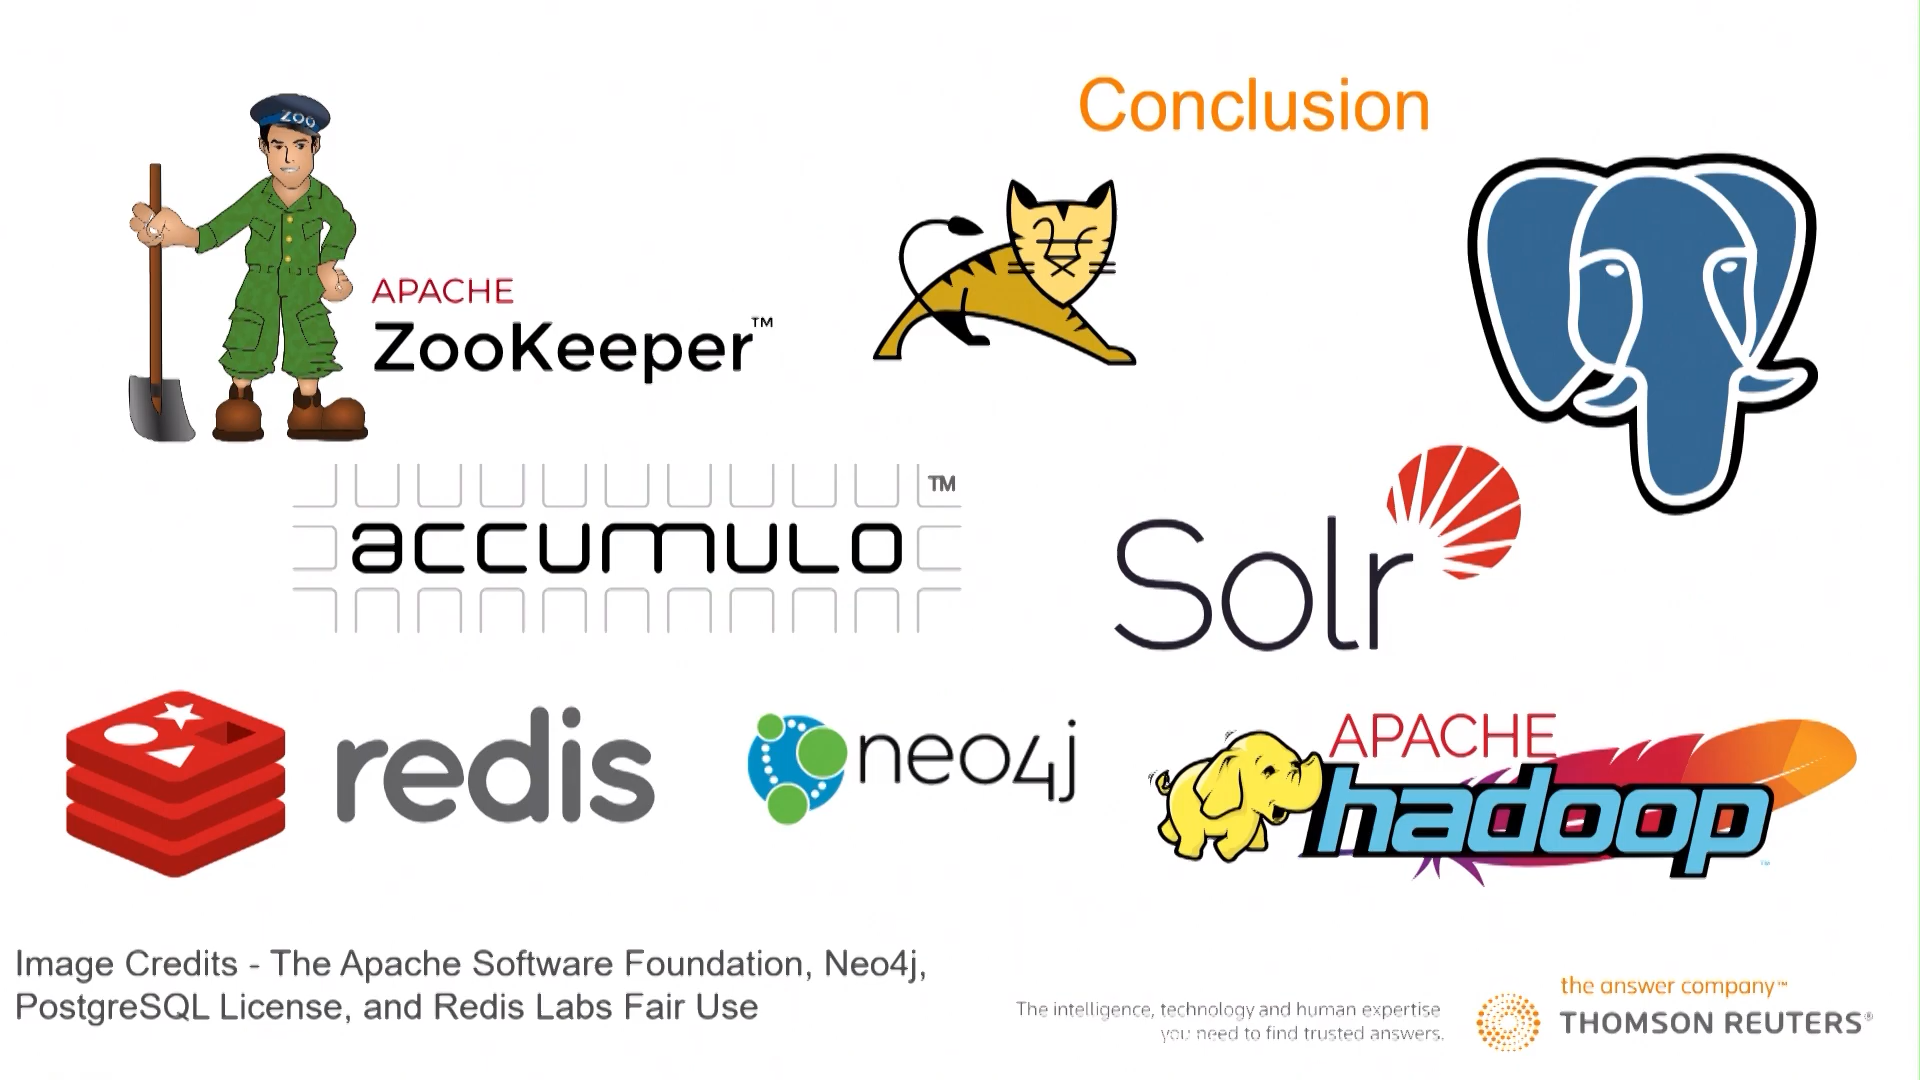 Conclusion
ZOO
APACHE
ZooKeeper™
accumulo™
Solr
redis
neo4j
APACHE
hadoop™
Image Credits - The Apache Software Foundation, Neo4j,
PostgreSQL License, and Redis Labs Fair Use
The intelligence, technology and human expertise
you need to find trusted answers.
the answer company™
THOMSON REUTERS®